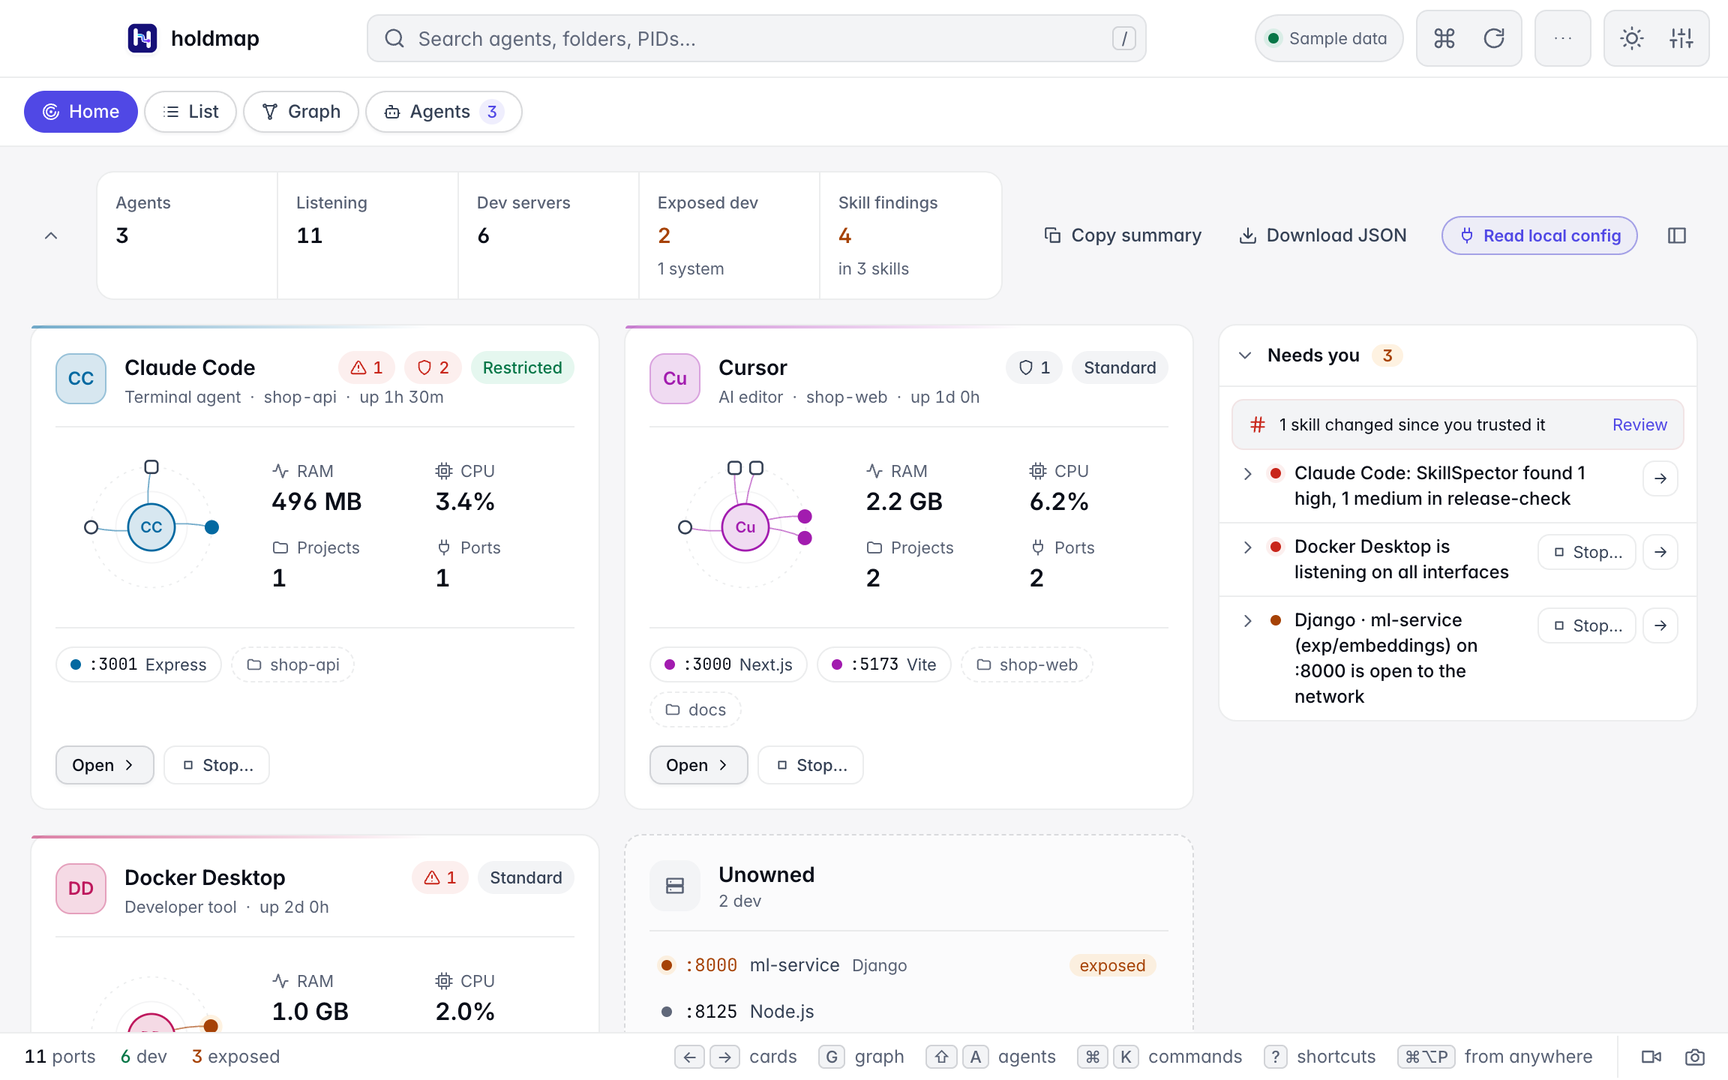 holdmap
Search agents, folders, PIDs...
/
Sample data
Home
List
Graph
Agents 3
Agents
3
Listening
11
Dev servers
6
Exposed dev
2
1 system
Skill findings
4
in 3 skills
Copy summary
Download JSON
Read local config
CC
Claude Code
1
2
Restricted
Terminal agent · shop-api · up 1h 30m
CC
RAM
496 MB
CPU
3.4%
Projects
1
Ports
1
:3001 Express
shop-api
Open
Stop...
Cu
Cursor
1
Standard
AI editor · shop-web · up 1d 0h
Cu
RAM
2.2 GB
CPU
6.2%
Projects
2
Ports
2
:3000 Next.js
:5173 Vite
shop-web
docs
Open
Stop...
Needs you 3
# 1 skill changed since you trusted it
Review
Claude Code: SkillSpector found 1
high, 1 medium in release-check
Docker Desktop is
listening on all interfaces
Stop...
Django · ml-service
(exp/embeddings) on
:8000 is open to the
network
Stop...
DD
Docker Desktop
1
Standard
Developer tool · up 2d 0h
RAM
1.0 GB
CPU
2.0%
Unowned
2 dev
:8000 ml-service Django
exposed
:8125 Node.js
11 ports 6 dev 3 exposed
← → cards G graph ⇧ A agents ⌘ K commands ? shortcuts ⌘⌥P from anywhere